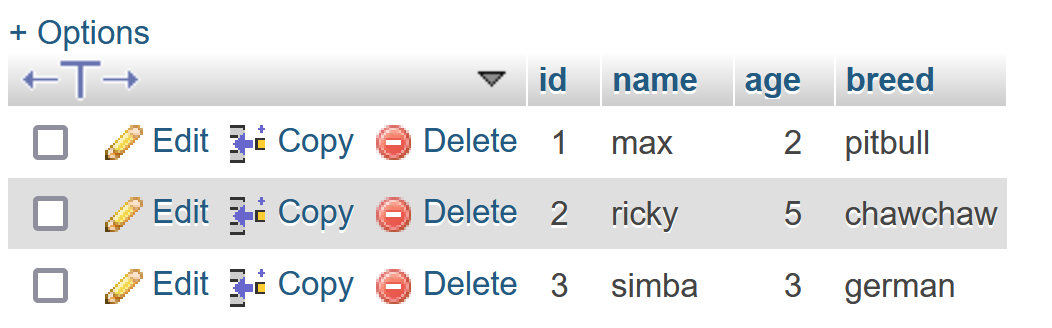 + Options
id name age breed
Edit Copy Delete 1 max 2 pitbull
Edit Copy Delete 2 ricky 5 chawchaw
Edit Copy Delete 3 simba 3 german